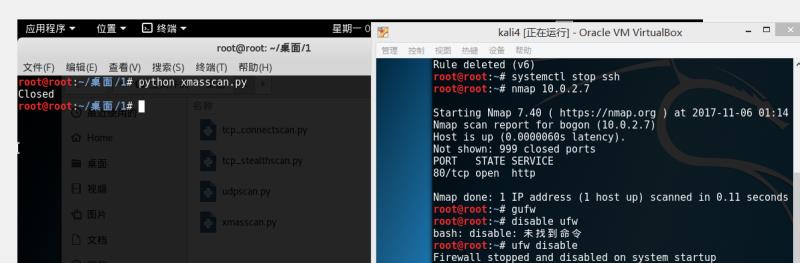 应用程序 位置 终端 星期一 0
root@root: ~/桌面/1
文件(F) 编辑(E) 查看(V) 搜索(S) 终端(T) 帮助(H)
root@root:~/桌面/1# python xmasscan.py
Closed
root@root:~/桌面/1#
名称
最近使用的
tcp_connectscan.py
Home
桌面
tcp_stealthscan.py
视频
udpscan.py
图片
xmasscan.py
文档
kali4 [正在运行] - Oracle VM VirtualBox
管理 控制 视图 热键 设备 帮助
Rule deleted (v6)
root@root:~# systemctl stop ssh
root@root:~# nmap 10.0.2.7
Starting Nmap 7.40 ( https://nmap.org ) at 2017-11-06 01:14
Nmap scan report for bogon (10.0.2.7)
Host is up (0.0000060s latency).
Not shown: 999 closed ports
PORT STATE SERVICE
80/tcp open http
Nmap done: 1 IP address (1 host up) scanned in 0.11 seconds
root@root:~# gufw
root@root:~# disable ufw
bash: disable: 未找到命令
root@root:~# ufw disable
Firewall stopped and disabled on system startup